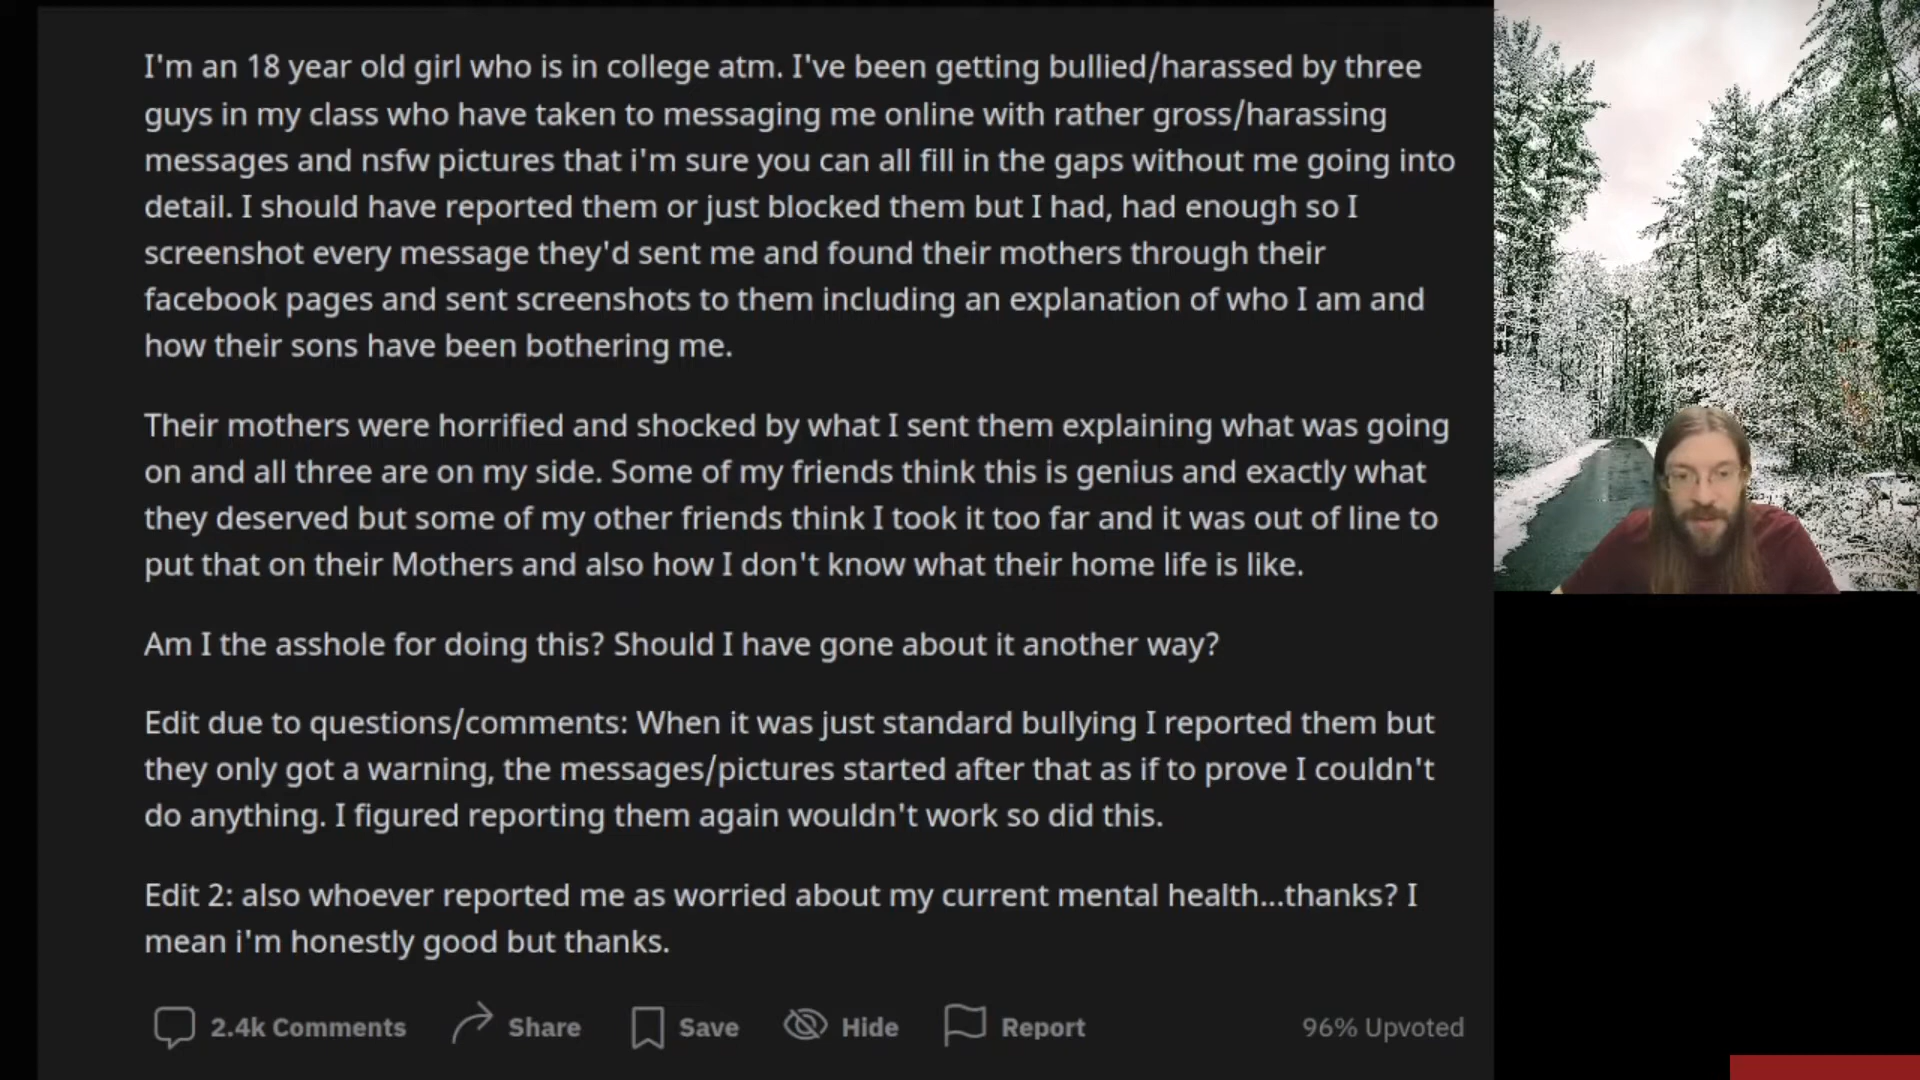 I'm an 18 year old girl who is in college atm. I've been getting bullied/harassed by three
guys in my class who have taken to messaging me online with rather gross/harassing
messages and nsfw pictures that i'm sure you can all fill in the gaps without me going into
detail. I should have reported them or just blocked them but I had, had enough so I
screenshot every message they'd sent me and found their mothers through their
facebook pages and sent screenshots to them including an explanation of who I am and
how their sons have been bothering me.
Their mothers were horrified and shocked by what I sent them explaining what was going
on and all three are on my side. Some of my friends think this is genius and exactly what
they deserved but some of my other friends think I took it too far and it was out of line to
put that on their Mothers and also how I don't know what their home life is like.
Am I the asshole for doing this? Should I have gone about it another way?
Edit due to questions/comments: When it was just standard bullying I reported them but
they only got a warning, the messages/pictures started after that as if to prove I couldn't
do anything. I figured reporting them again wouldn't work so did this.
Edit 2: also whoever reported me as worried about my current mental health...thanks? I
mean i'm honestly good but thanks.
2.4k Comments Share Save Hide Report 96% Upvoted